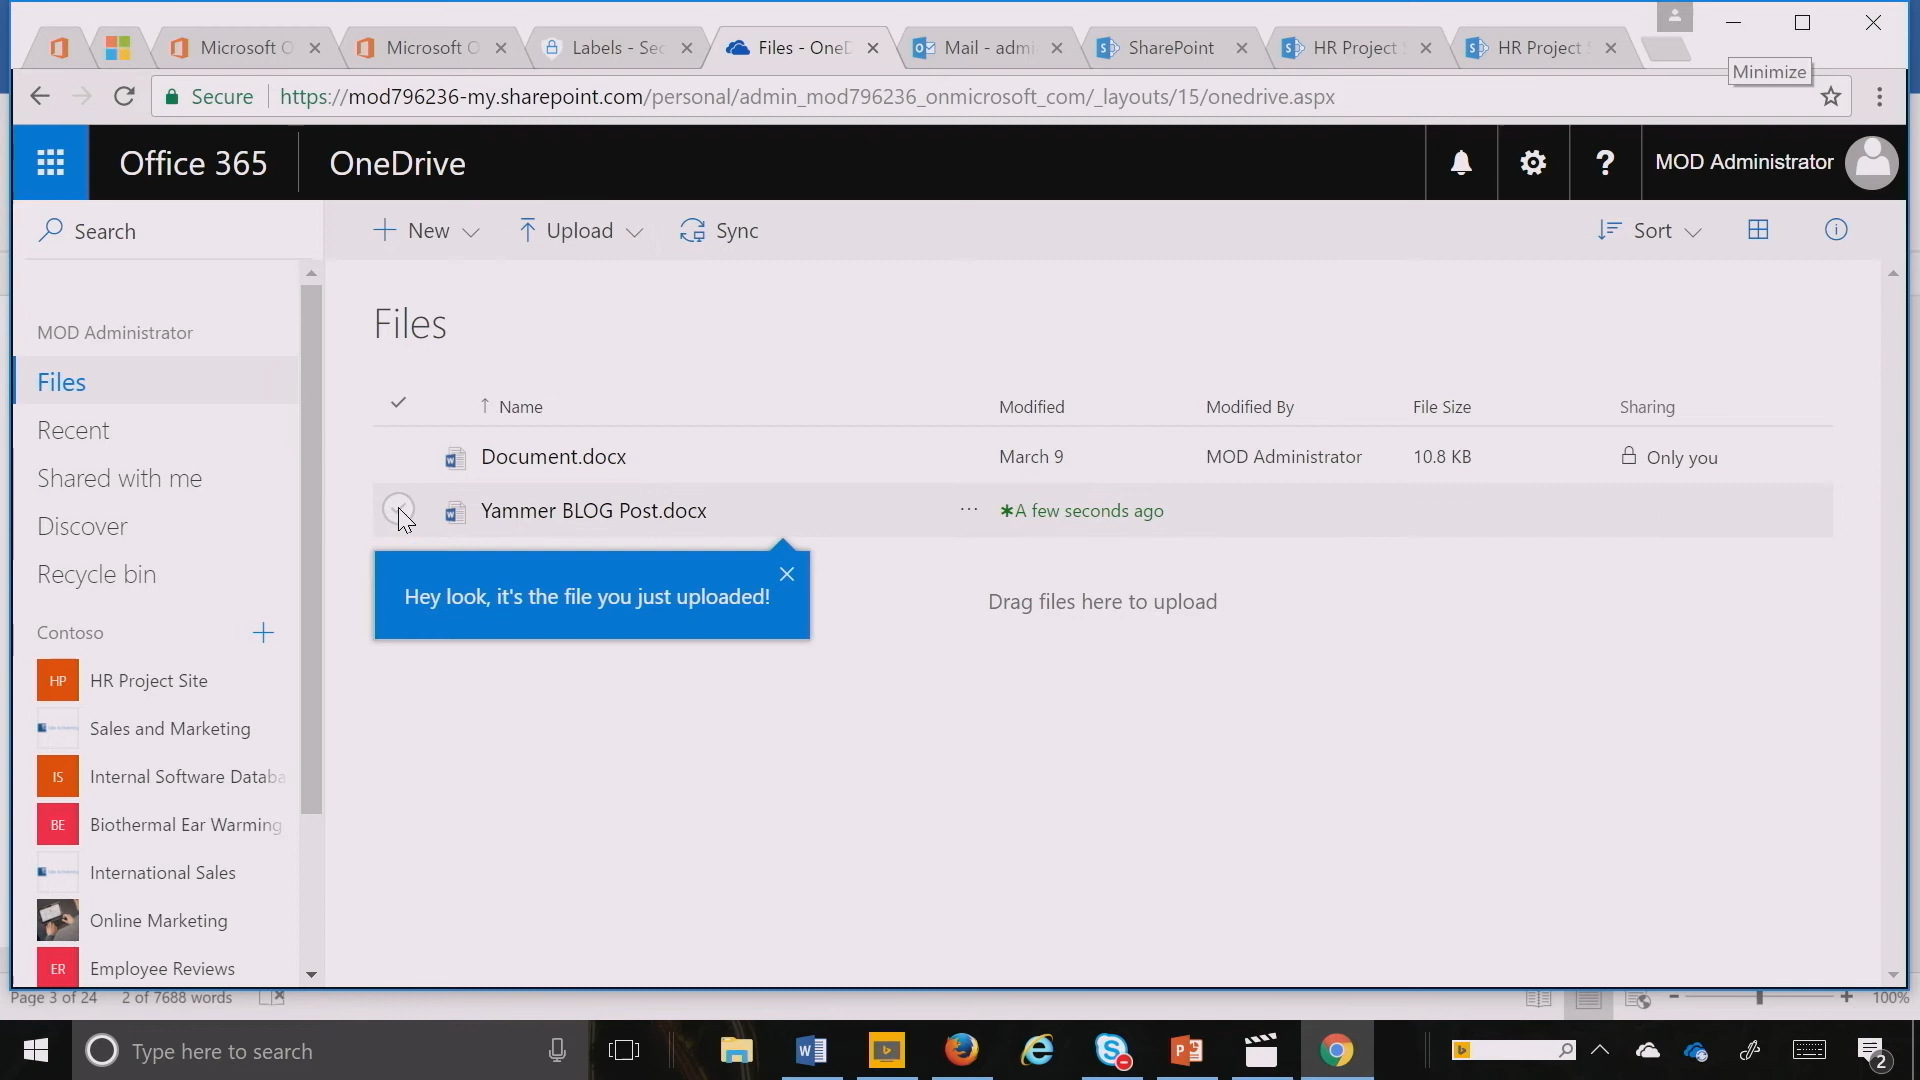 Microsoft O
Microsoft O
Labels - Sec
Files - OneD
Mail - admi
SharePoint
HR Project S
HR Project S
Minimize
Secure
https://mod796236-my.sharepoint.com/personal/admin_mod796236_onmicrosoft_com/_layouts/15/onedrive.aspx
Office 365
OneDrive
?
MOD Administrator
Search
New
Upload
Sync
Sort
MOD Administrator
Files
Recent
Shared with me
Discover
Recycle bin
Contoso
HP HR Project Site
Sales and Marketing
IS Internal Software Databa
BE Biothermal Ear Warming
International Sales
Online Marketing
ER Employee Reviews
Files
Name Modified Modified By File Size Sharing
Document.docx March 9 MOD Administrator 10.8 KB Only you
Yammer BLOG Post.docx ··· ✱A few seconds ago
Hey look, it's the file you just uploaded!
Drag files here to upload
Page 3 of 24 2 of 7688 words
100%
Type here to search
2